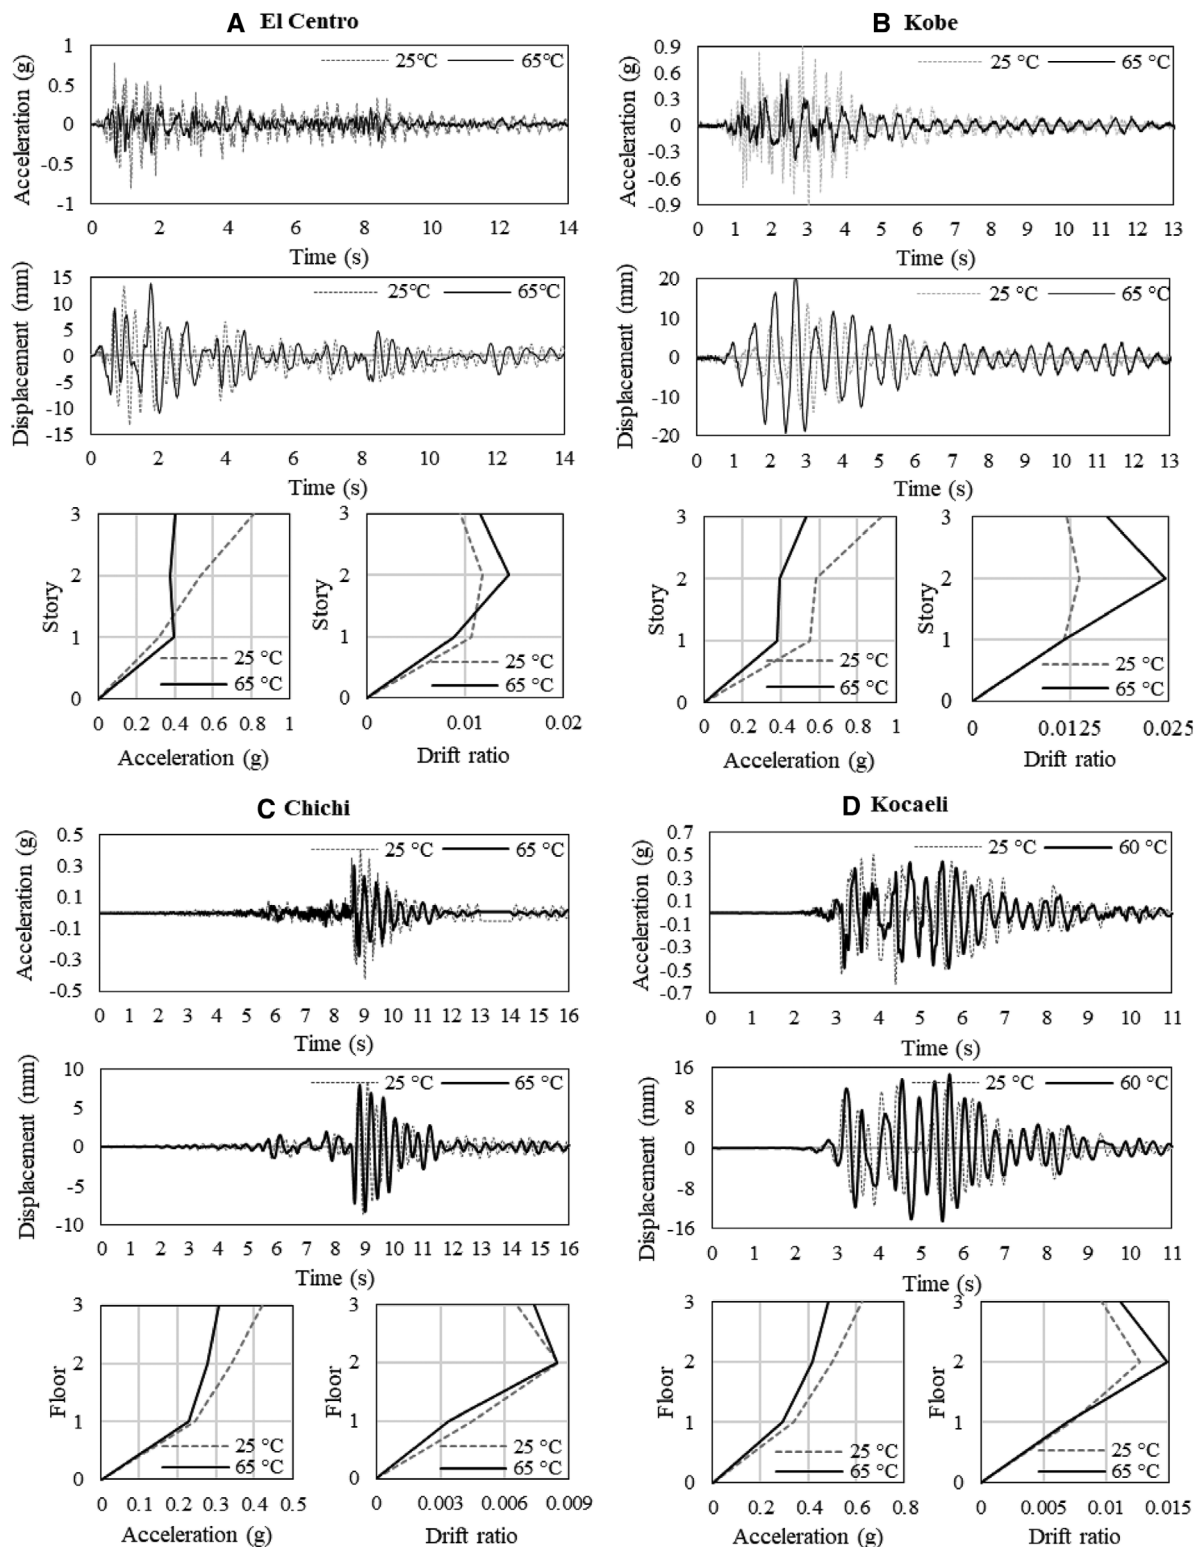 A El Centro
1
0.5
0
-0.5
-1
Acceleration (g)
25℃ 65℃
0 2 4 6 8 10 12 14
Time (s)
15
10
5
0
-5
-10
-15
Displacement (mm)
25℃ 65℃
0 2 4 6 8 10 12 14
Time (s)
3
2
1
0
Story
25 °C
65 °C
0 0.2 0.4 0.6 0.8 1
Acceleration (g)
3
2
1
0
Story
25 °C
65 °C
0 0.01 0.02
Drift ratio
B Kobe
0.9
0.6
0.3
0
-0.3
-0.6
-0.9
Acceleration (g)
25 °C 65 °C
0 1 2 3 4 5 6 7 8 9 10 11 12 13
Time (s)
20
10
0
-10
-20
Displacement (mm)
25 °C 65 °C
0 1 2 3 4 5 6 7 8 9 10 11 12 13
Time (s)
3
2
1
0
Story
25 °C
65 °C
0 0.2 0.4 0.6 0.8 1
Acceleration (g)
3
2
1
0
Story
25 °C
65 °C
0 0.0125 0.025
Drift ratio
C Chichi
0.5
0.3
0.1
-0.1
-0.3
-0.5
Acceleration (g)
25 °C 65 °C
0 1 2 3 4 5 6 7 8 9 10 11 12 13 14 15 16
Time (s)
10
5
0
-5
-10
Displacement (mm)
25 °C 65 °C
0 1 2 3 4 5 6 7 8 9 10 11 12 13 14 15 16
Time (s)
3
2
1
0
Floor
25 °C
65 °C
0 0.1 0.2 0.3 0.4 0.5
Acceleration (g)
3
2
1
0
Floor
25 °C
65 °C
0 0.003 0.006 0.009
Drift ratio
D Kocaeli
0.7
0.5
0.3
0.1
-0.1
-0.3
-0.5
-0.7
Acceleration (g)
25 °C 60 °C
0 1 2 3 4 5 6 7 8 9 10 11
Time (s)
16
8
0
-8
-16
Displacement (mm)
25 °C 60 °C
0 1 2 3 4 5 6 7 8 9 10 11
Time (s)
3
2
1
0
Floor
25 °C
65 °C
0 0.2 0.4 0.6 0.8
Acceleration (g)
3
2
1
0
Floor
25 °C
65 °C
0 0.005 0.01 0.015
Drift ratio